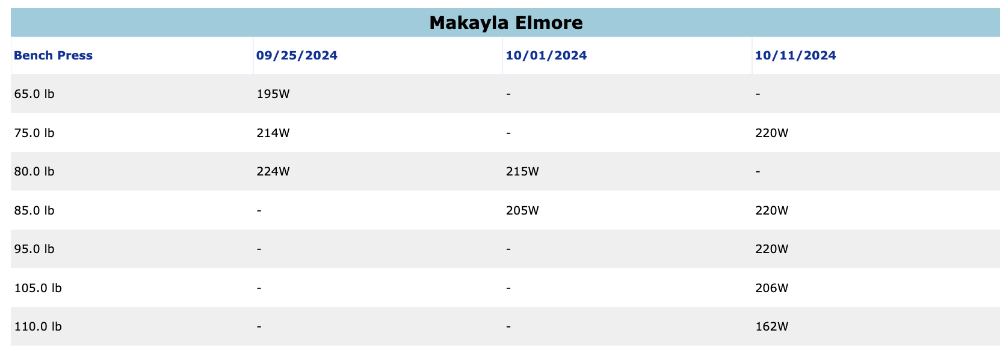 Makayla Elmore
Bench Press 09/25/2024 10/01/2024 10/11/2024
65.0 lb 195W - -
75.0 lb 214W - 220W
80.0 lb 224W 215W -
85.0 lb - 205W 220W
95.0 lb - - 220W
105.0 lb - - 206W
110.0 lb - - 162W